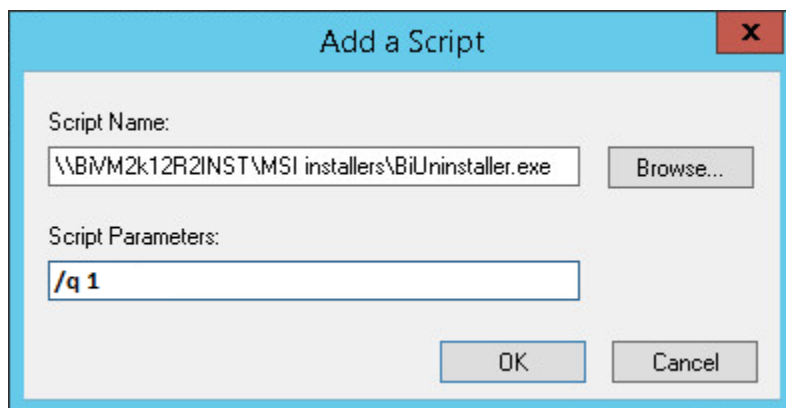 Add a Script
x
Script Name:
\\BiVM2k12R2INST\MSI installers\BiUninstaller.exe
Browse...
Script Parameters:
/q 1
OK
Cancel